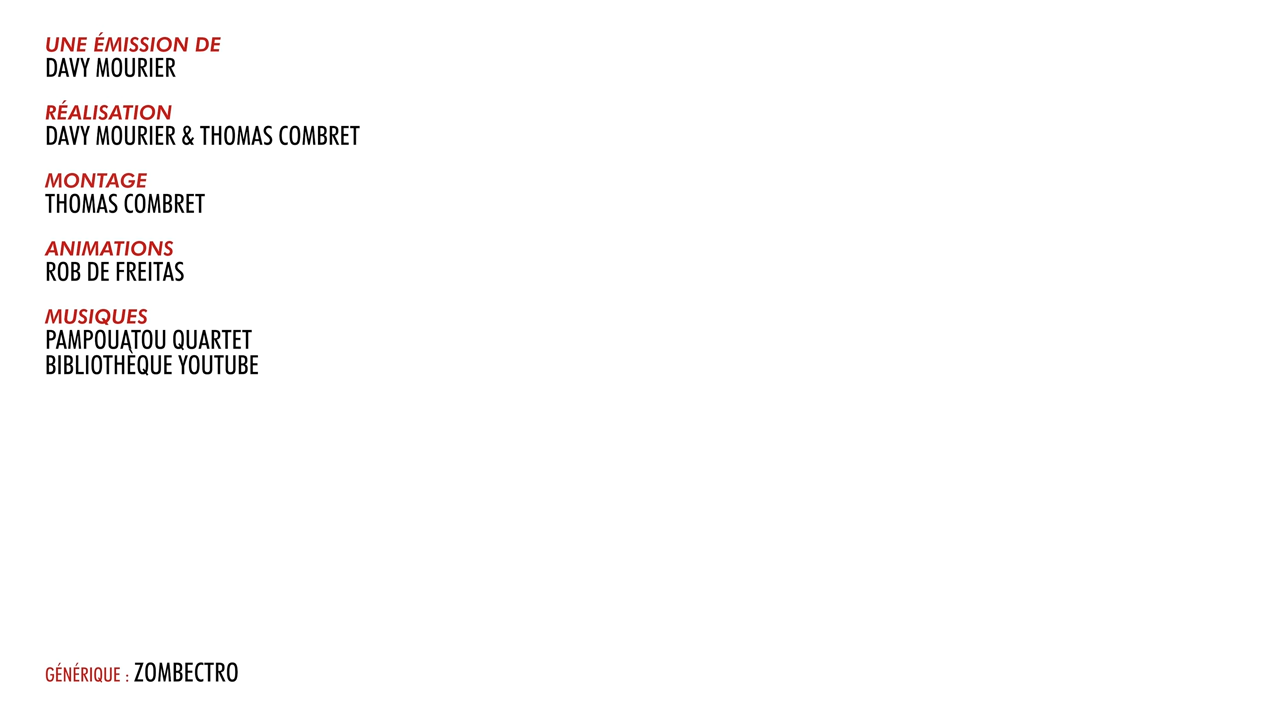 UNE ÉMISSION DE
DAVY MOURIER
RÉALISATION
DAVY MOURIER & THOMAS COMBRET
MONTAGE
THOMAS COMBRET
ANIMATIONS
ROB DE FREITAS
MUSIQUES
PAMPOUATOU QUARTET
BIBLIOTHÈQUE YOUTUBE
GÉNÉRIQUE : ZOMBECTRO